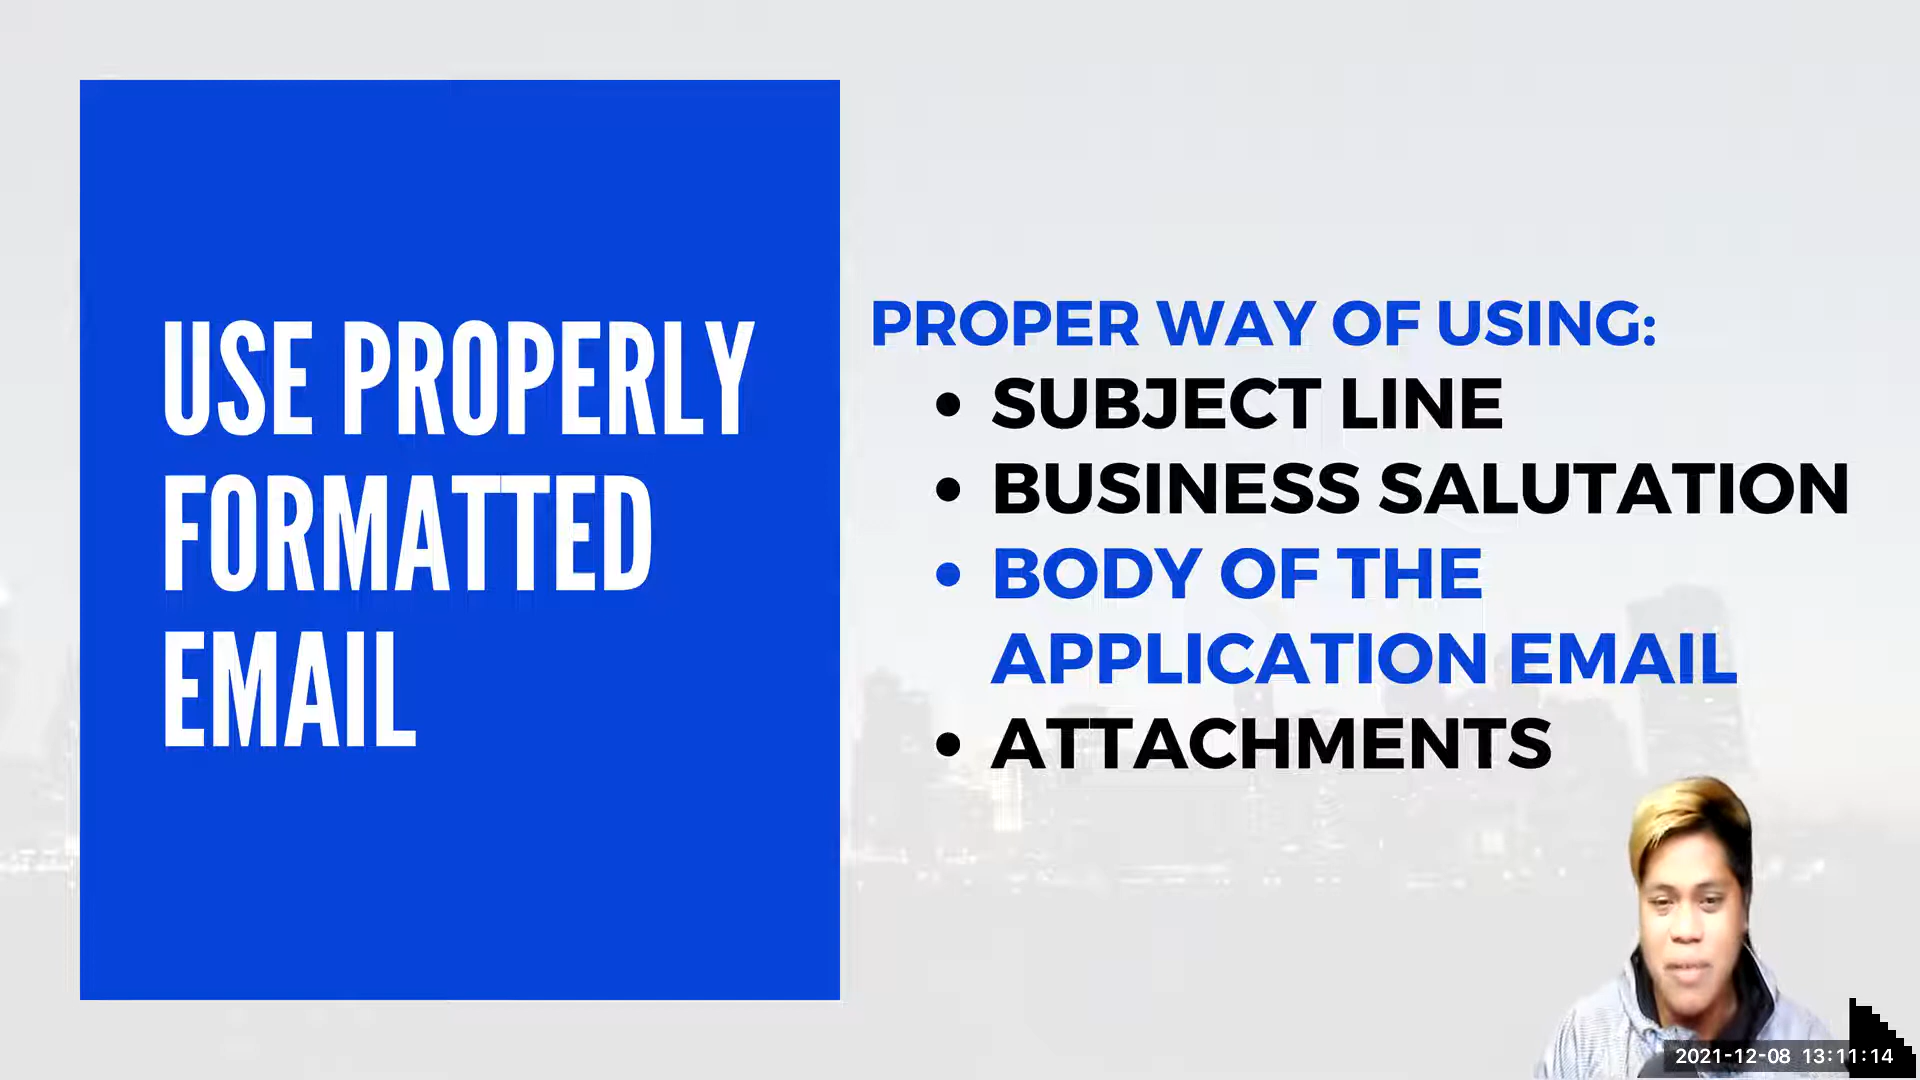 USE PROPERLY
FORMATTED
EMAIL
PROPER WAY OF USING:
• SUBJECT LINE
• BUSINESS SALUTATION
• BODY OF THE
APPLICATION EMAIL
• ATTACHMENTS
2021-12-08 13:11:14